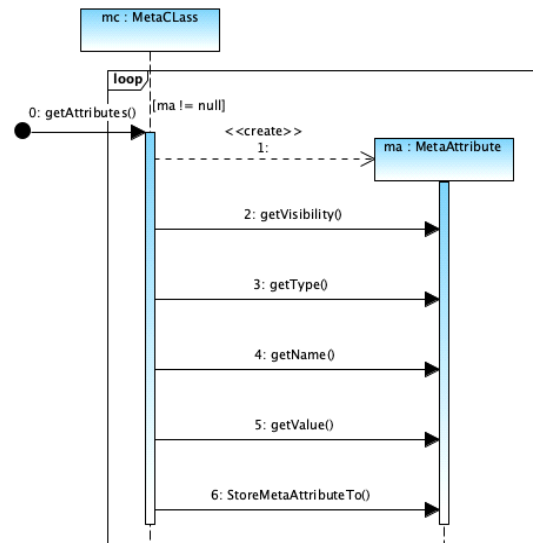 mc : MetaCLass
loop
0: getAttributes()
[ma != null]
<<create>>
1:
ma : MetaAttribute
2: getVisibility()
3: getType()
4: getName()
5: getValue()
6: StoreMetaAttributeTo()